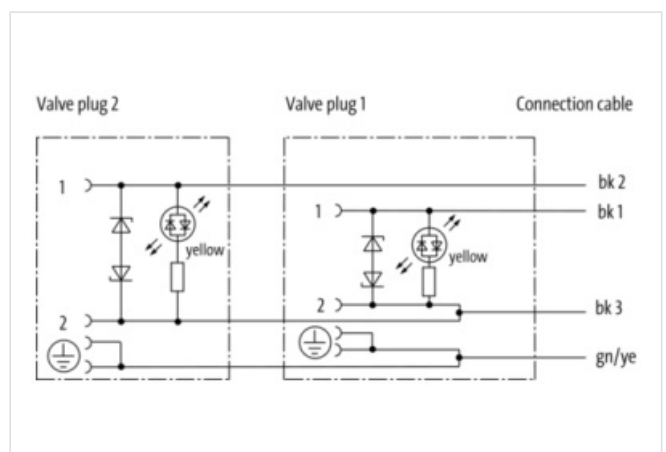 Valve plug 2
Valve plug 1
Connection cable
1
bk 2
1
bk 1
yellow
yellow
2
bk 3
2
gn/ye